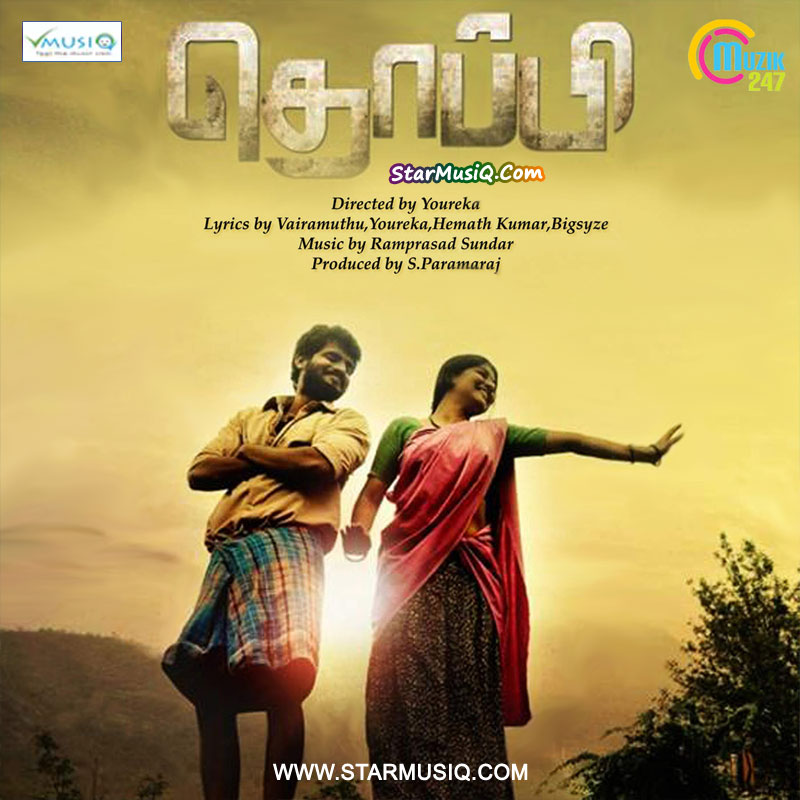 VMUSIQ
தொப்பி
MUZIK
247
StarMusiQ.Com
Directed by Youreka
Lyrics by Vairamuthu,Youreka,Hemath Kumar,Bigsyze
Music by Ramprasad Sundar
Produced by S.Paramaraj
WWW.STARMUSIQ.COM